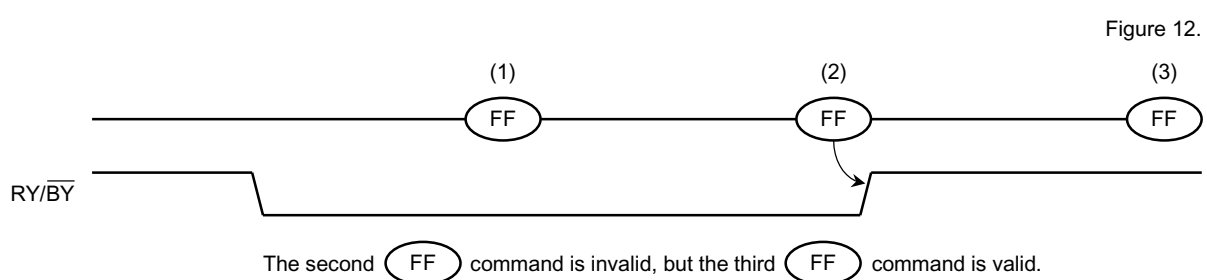 Figure 12.
(1) (2) (3)
FF FF FF
RY/BY
The second FF command is invalid, but the third FF command is valid.